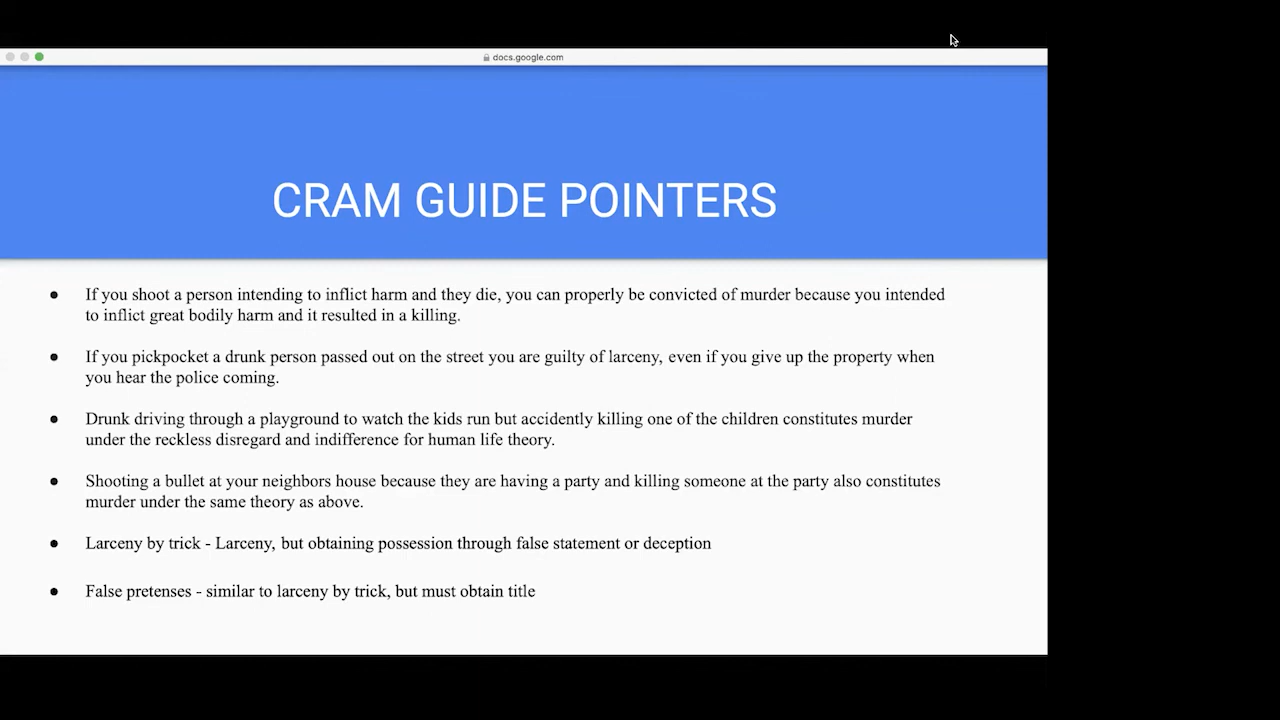 docs.google.com
CRAM GUIDE POINTERS
● If you shoot a person intending to inflict harm and they die, you can properly be convicted of murder because you intended
to inflict great bodily harm and it resulted in a killing.
● If you pickpocket a drunk person passed out on the street you are guilty of larceny, even if you give up the property when
you hear the police coming.
● Drunk driving through a playground to watch the kids run but accidently killing one of the children constitutes murder
under the reckless disregard and indifference for human life theory.
● Shooting a bullet at your neighbors house because they are having a party and killing someone at the party also constitutes
murder under the same theory as above.
● Larceny by trick - Larceny, but obtaining possession through false statement or deception
● False pretenses - similar to larceny by trick, but must obtain title